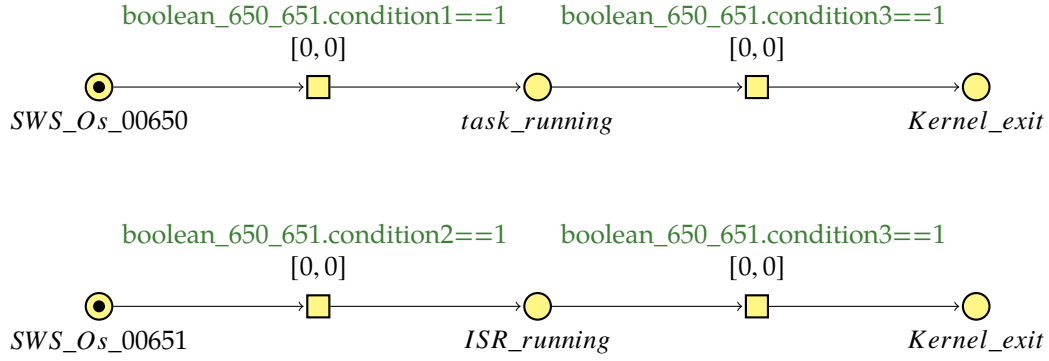 boolean_650_651.condition1==1 boolean_650_651.condition3==1
[0,0] [0,0]
SWS_Os_00650 task_running Kernel_exit
boolean_650_651.condition2==1 boolean_650_651.condition3==1
[0,0] [0,0]
SWS_Os_00651 ISR_running Kernel_exit